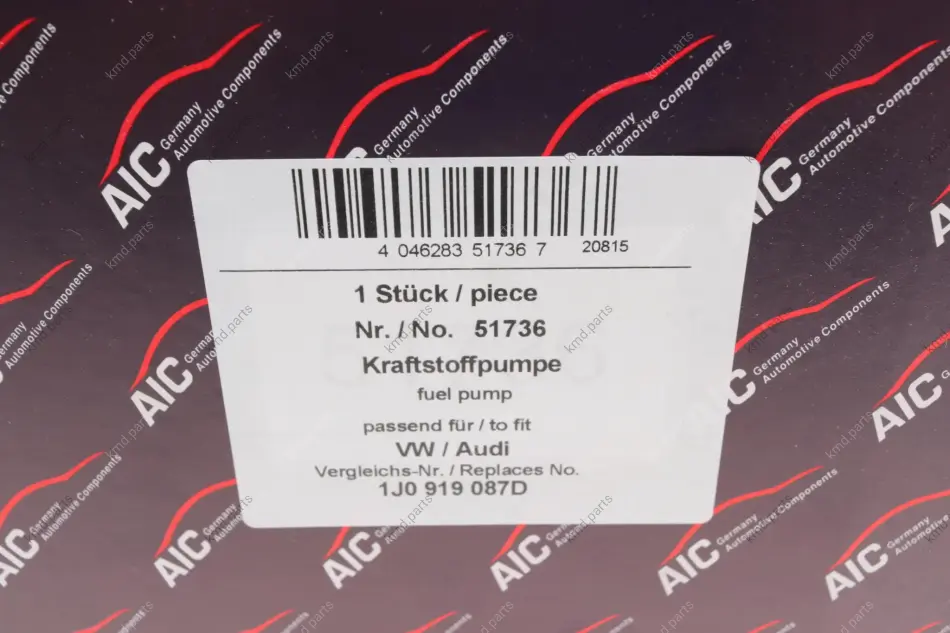 4 046283 51736 7 20815
1 Stück / piece
Nr. / No. 51736
Kraftstoffpumpe
fuel pump
passend für / to fit
VW / Audi
Vergleichs-Nr. / Replaces No.
1J0 919 087D
AIC Germany
Automotive Components
kmd.parts